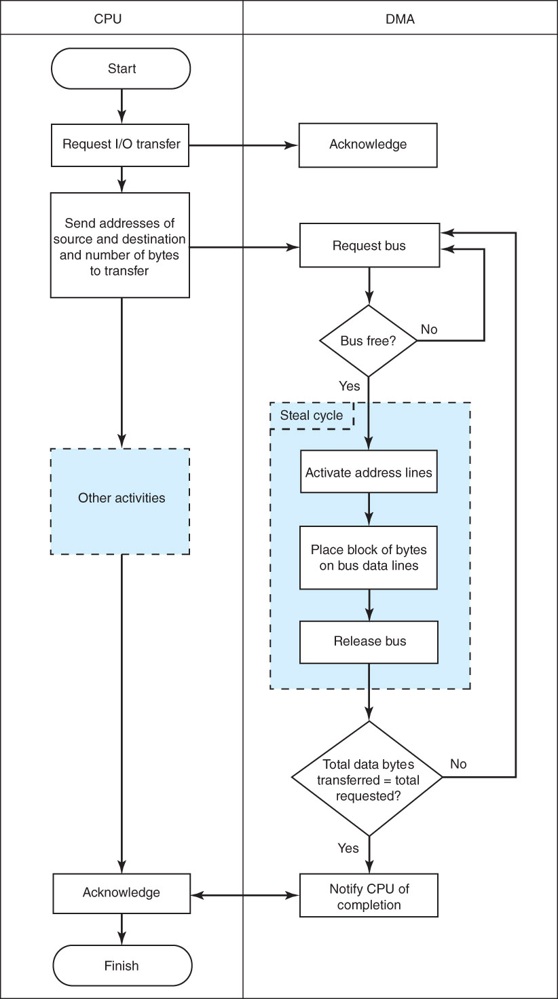 CPU
DMA
Start
Request I/O transfer
Acknowledge
Send addresses of
source and destination
and number of bytes
to transfer
Request bus
Bus free?
No
Yes
Steal cycle
Activate address lines
Other activities
Place block of bytes
on bus data lines
Release bus
Total data bytes
transferred = total
requested?
No
Yes
Acknowledge
Notify CPU of
completion
Finish